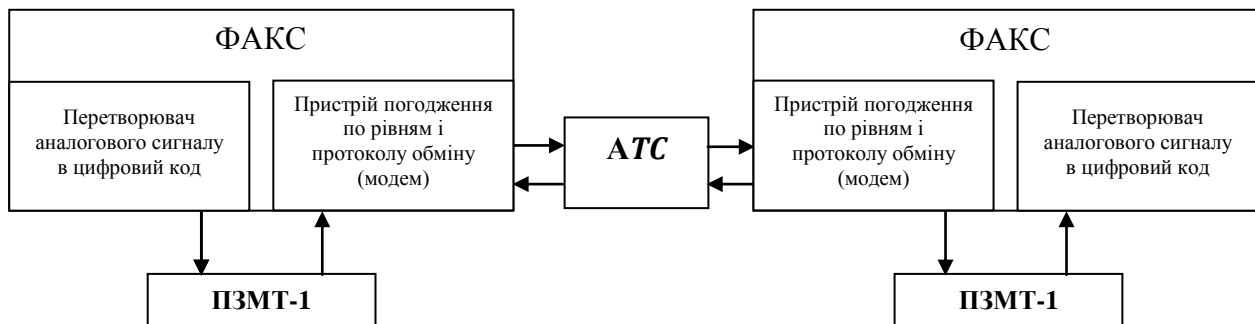 ФАКС
Перетворювач
аналогового сигналу
в цифровий код
Пристрій погодження
по рівням і
протоколу обміну
(модем)
ПЗМТ-1
АТС
ФАКС
Пристрій погодження
по рівням і
протоколу обміну
(модем)
Перетворювач
аналогового сигналу
в цифровий код
ПЗМТ-1